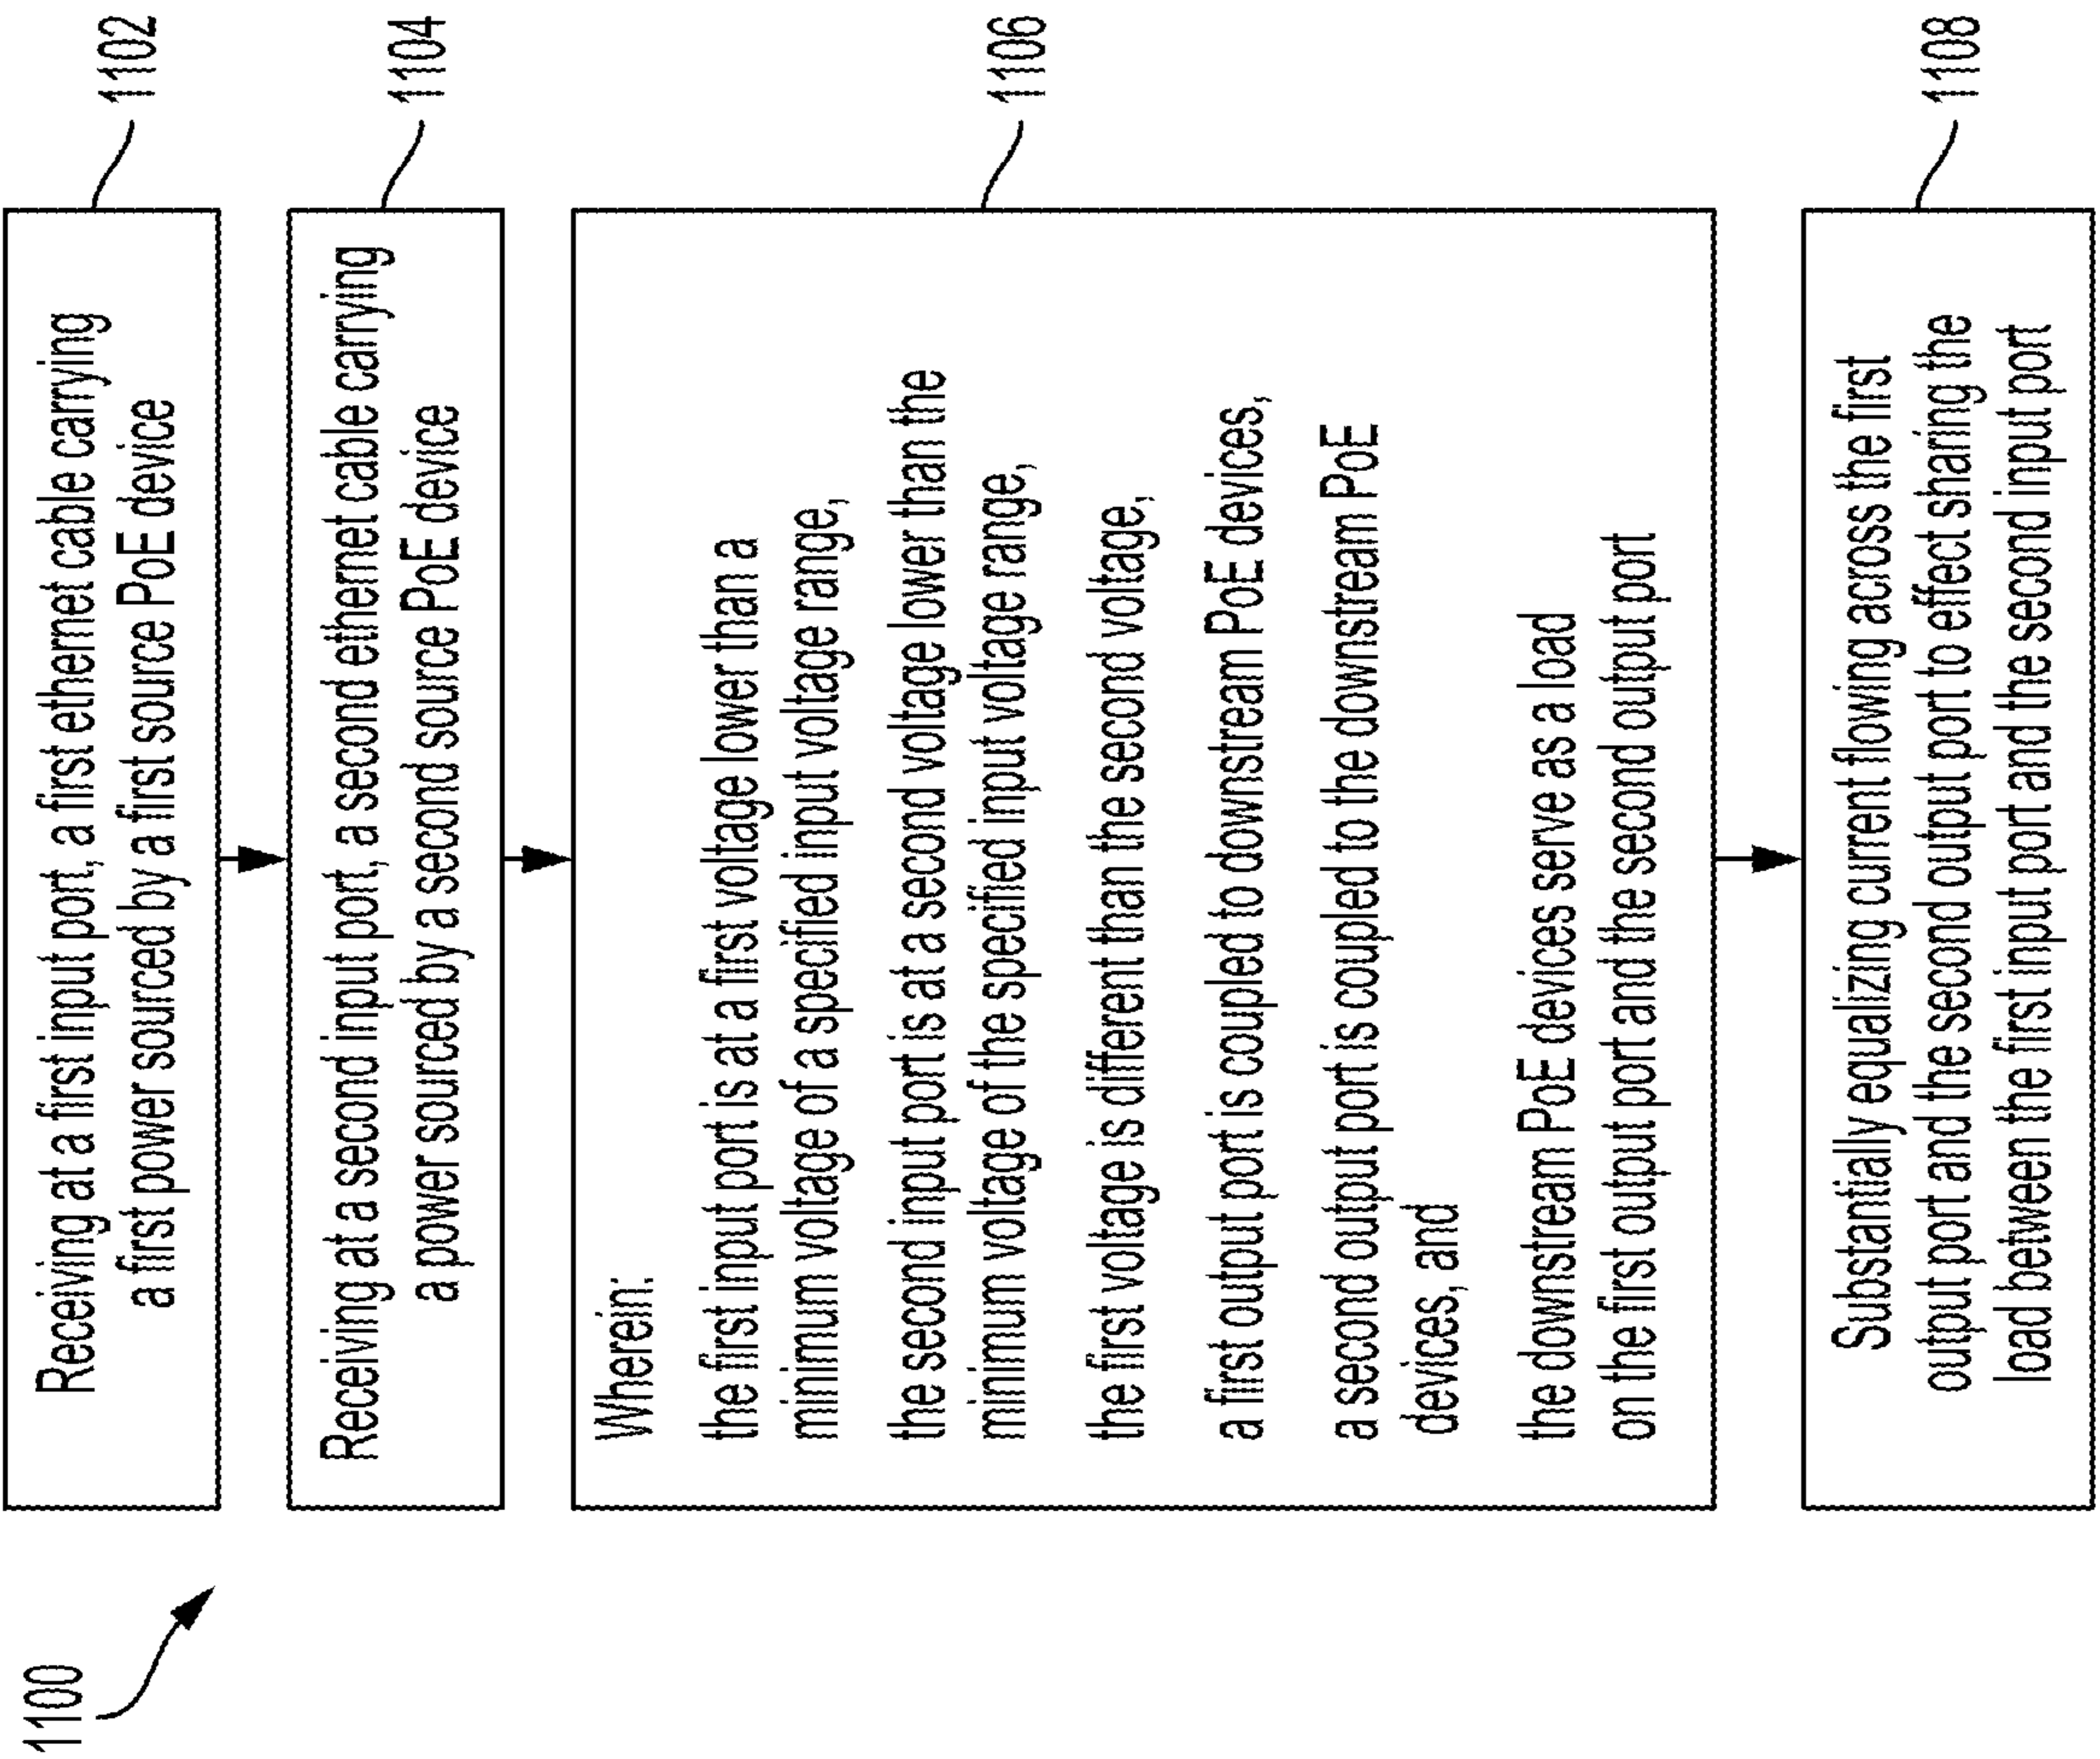 1100
Receiving at a first input port, a first ethernet cable carrying
a first power sourced by a first source PoE device
1102
Receiving at a second input port, a second ethernet cable carrying
a power sourced by a second source PoE device
1104
Wherein:
the first input port is at a first voltage lower than a
minimum voltage of a specified input voltage range,
the second input port is at a second voltage lower than the
minimum voltage of the specified input voltage range,
the first voltage is different than the second voltage,
a first output port is coupled to downstream PoE devices,
a second output port is coupled to the downstream PoE
devices, and
the downstream PoE devices serve as a load
on the first output port and the second output port
1106
Substantially equalizing current flowing across the first
output port and the second output port to effect sharing the
load between the first input port and the second input port
1108